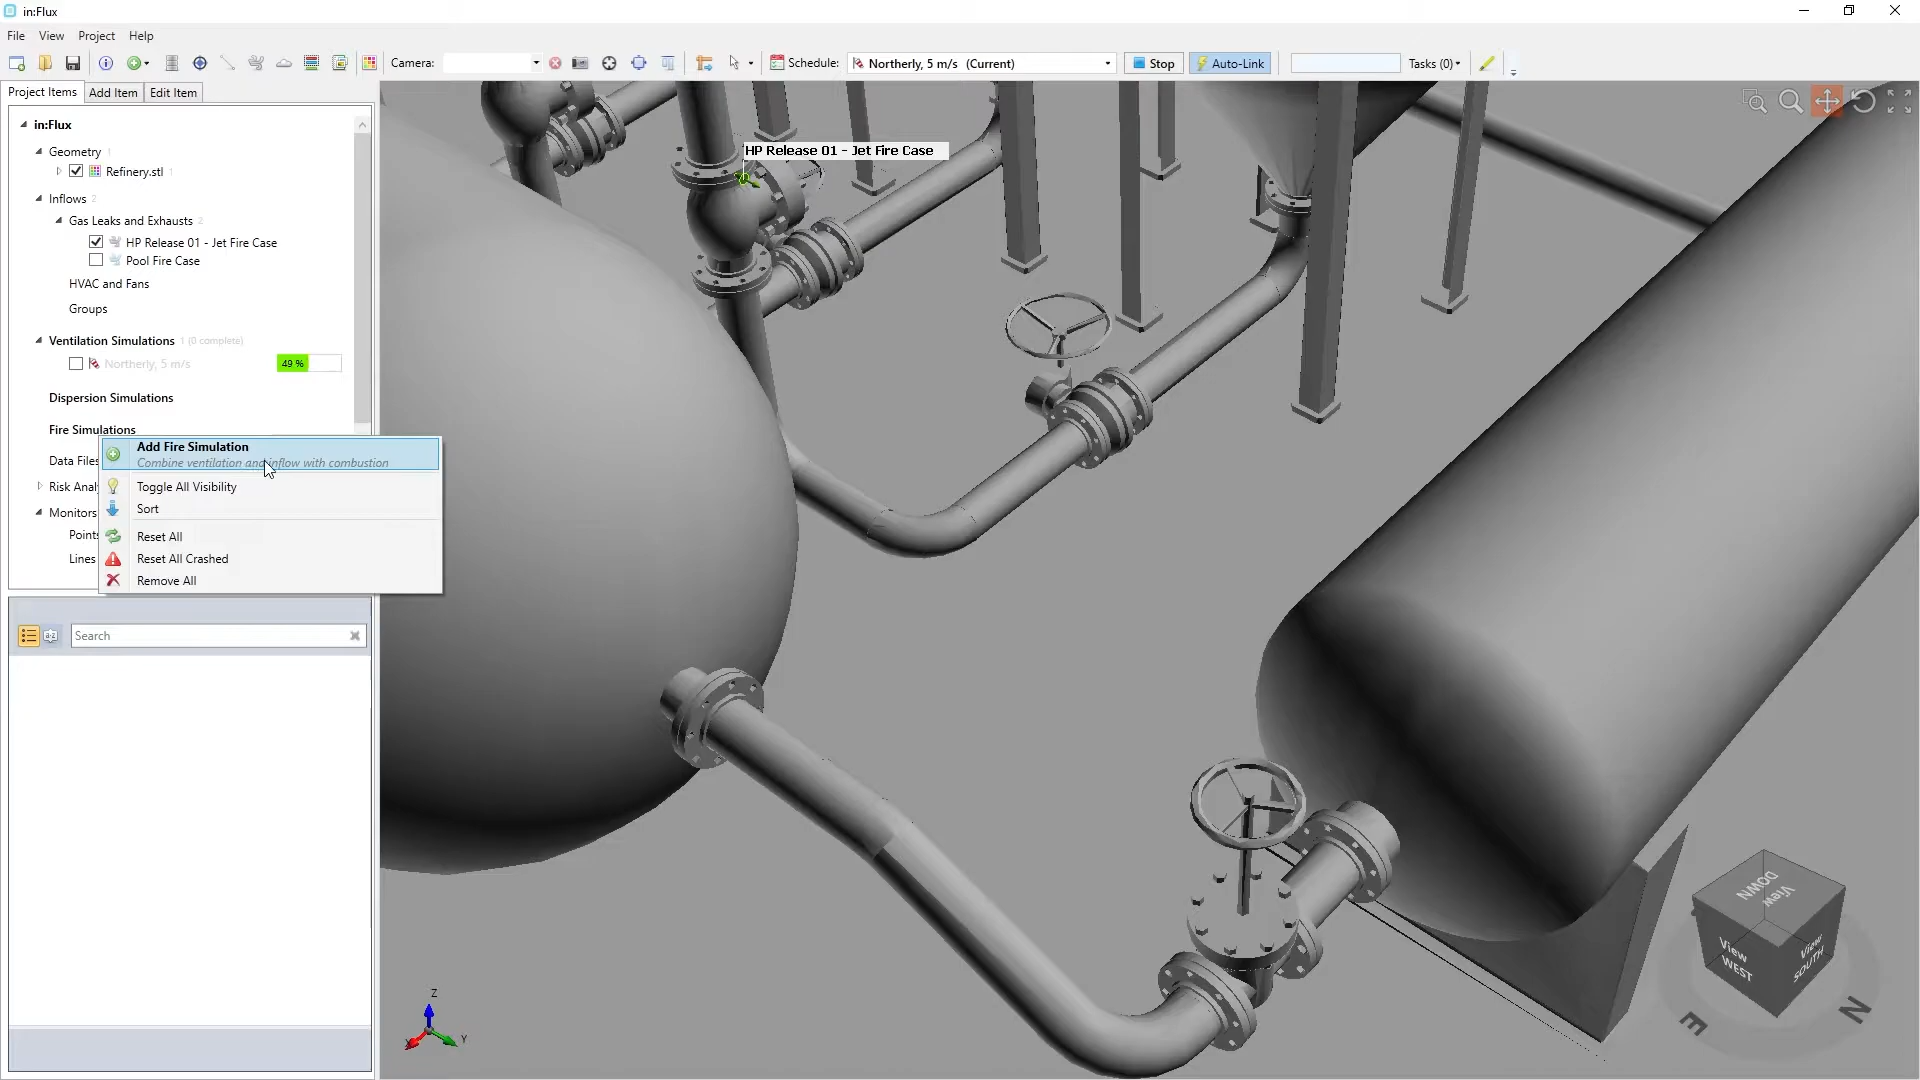 in:Flux
File View Project Help
Camera:
Schedule:
Northerly, 5 m/s (Current)
Stop
Auto-Link
Tasks (0)
Project Items
Add Item
Edit Item
in:Flux
Geometry 1
Refinery.stl 1
Inflows 2
Gas Leaks and Exhausts 2
HP Release 01 - Jet Fire Case
Pool Fire Case
HVAC and Fans
Groups
Ventilation Simulations 1 (0 complete)
Northerly, 5 m/s
49 %
Dispersion Simulations
Fire Simulations
Data Files
Risk Anal
Monitors
Points
Lines
Add Fire Simulation
Combine ventilation and inflow with combustion
Toggle All Visibility
Sort
Reset All
Reset All Crashed
Remove All
Search
HP Release 01 - Jet Fire Case
Z
Y
X
DOWN
View
View
WEST
View
SOUTH
E
N